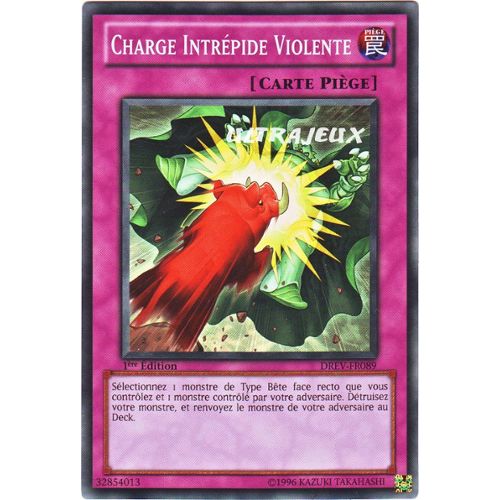 CHARGE INTRÉPIDE VIOLENTE
PIÈGE
罠
[CARTE PIÈGE]
ULTRAJEUX
1ère Édition
DREV-FR089
Sélectionnez 1 monstre de Type Bête face recto que vous
contrôlez et 1 monstre contrôlé par votre adversaire. Détruisez
votre monstre, et renvoyez le monstre de votre adversaire au
Deck.
32854013
©1996 KAZUKI TAKAHASHI